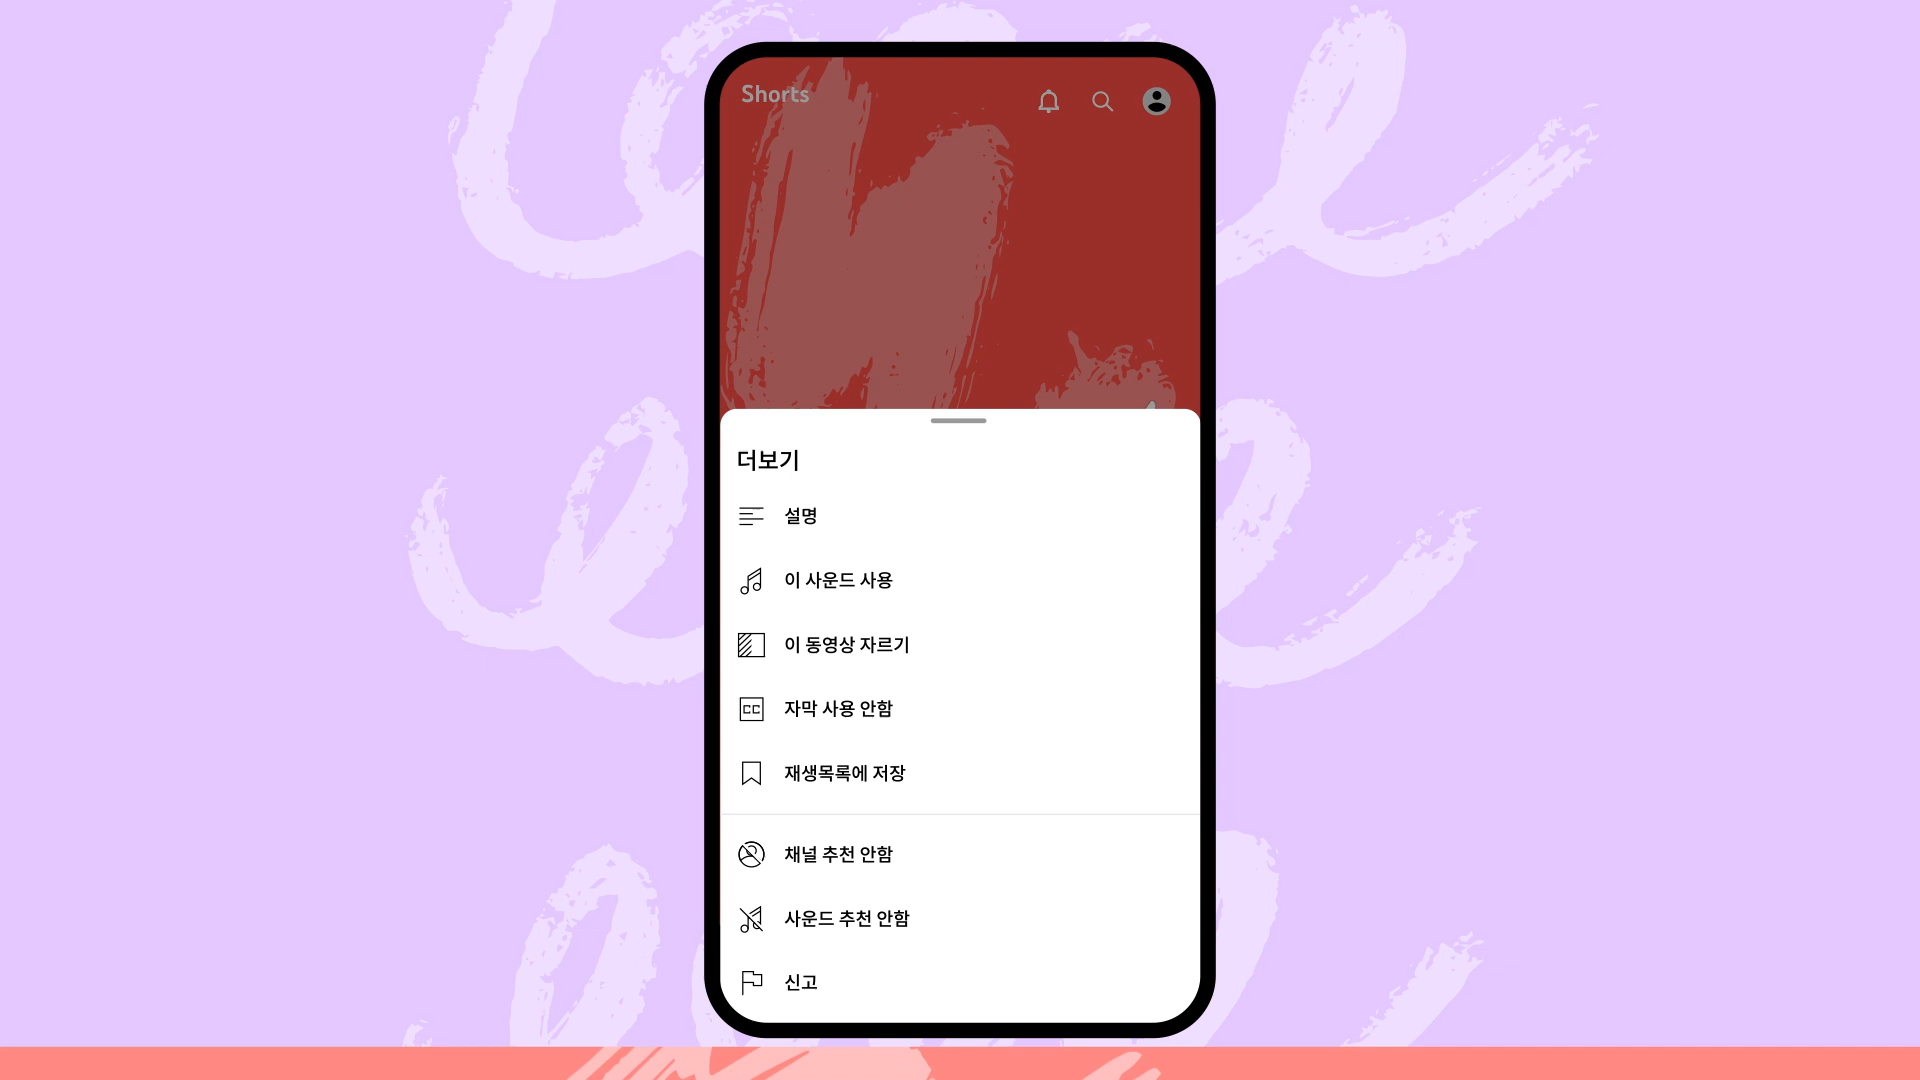 Shorts
더보기
설명
이 사운드 사용
이 동영상 자르기
CC
자막 사용 안함
재생목록에 저장
채널 추천 안함
사운드 추천 안함
신고